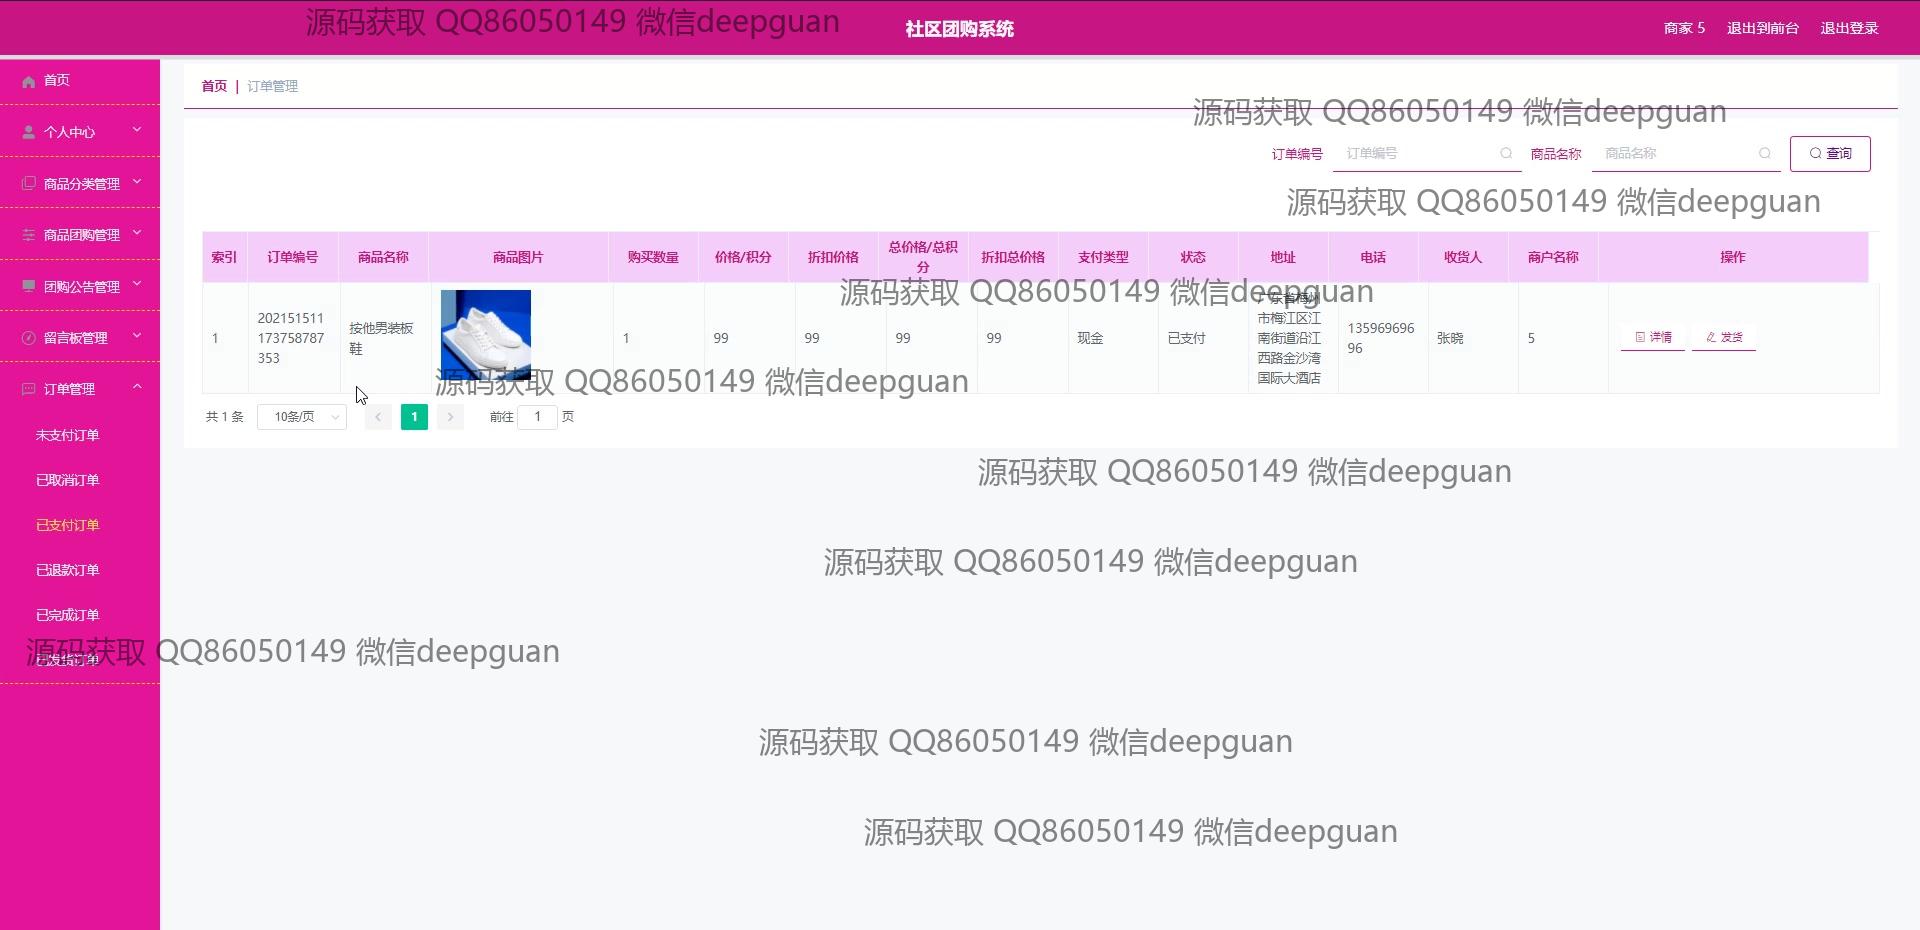 源码获取 QQ86050149 微信deepguan
社区团购系统
商家 5 退出到前台 退出登录
首页
个人中心
商品分类管理
商品团购管理
团购公告管理
留言板管理
订单管理
未支付订单
已取消订单
已支付订单
已退款订单
已完成订单
已发货订单
源码获取 QQ86050149 微信deepguan
首页 | 订单管理
源码获取 QQ86050149 微信deepguan
订单编号 订单编号 商品名称 商品名称 查询
源码获取 QQ86050149 微信deepguan
索引 订单编号 商品名称 商品图片 购买数量 价格/积分 折扣价格 总价格/总积分 折扣总价格 支付类型 状态 地址 电话 收货人 商户名称 操作
源码获取 QQ86050149 微信deepguan
1
202151511
173758787
353
按他男装板
鞋
1 99 99 99 99 现金 已支付
广东省梅州
市梅江区江
南街道沿江
西路金沙湾
国际大酒店
135969696
96
张晓 5 详情 发货
源码获取 QQ86050149 微信deepguan
共 1 条 10条/页 1 前往 1 页
源码获取 QQ86050149 微信deepguan
源码获取 QQ86050149 微信deepguan
源码获取 QQ86050149 微信deepguan
源码获取 QQ86050149 微信deepguan